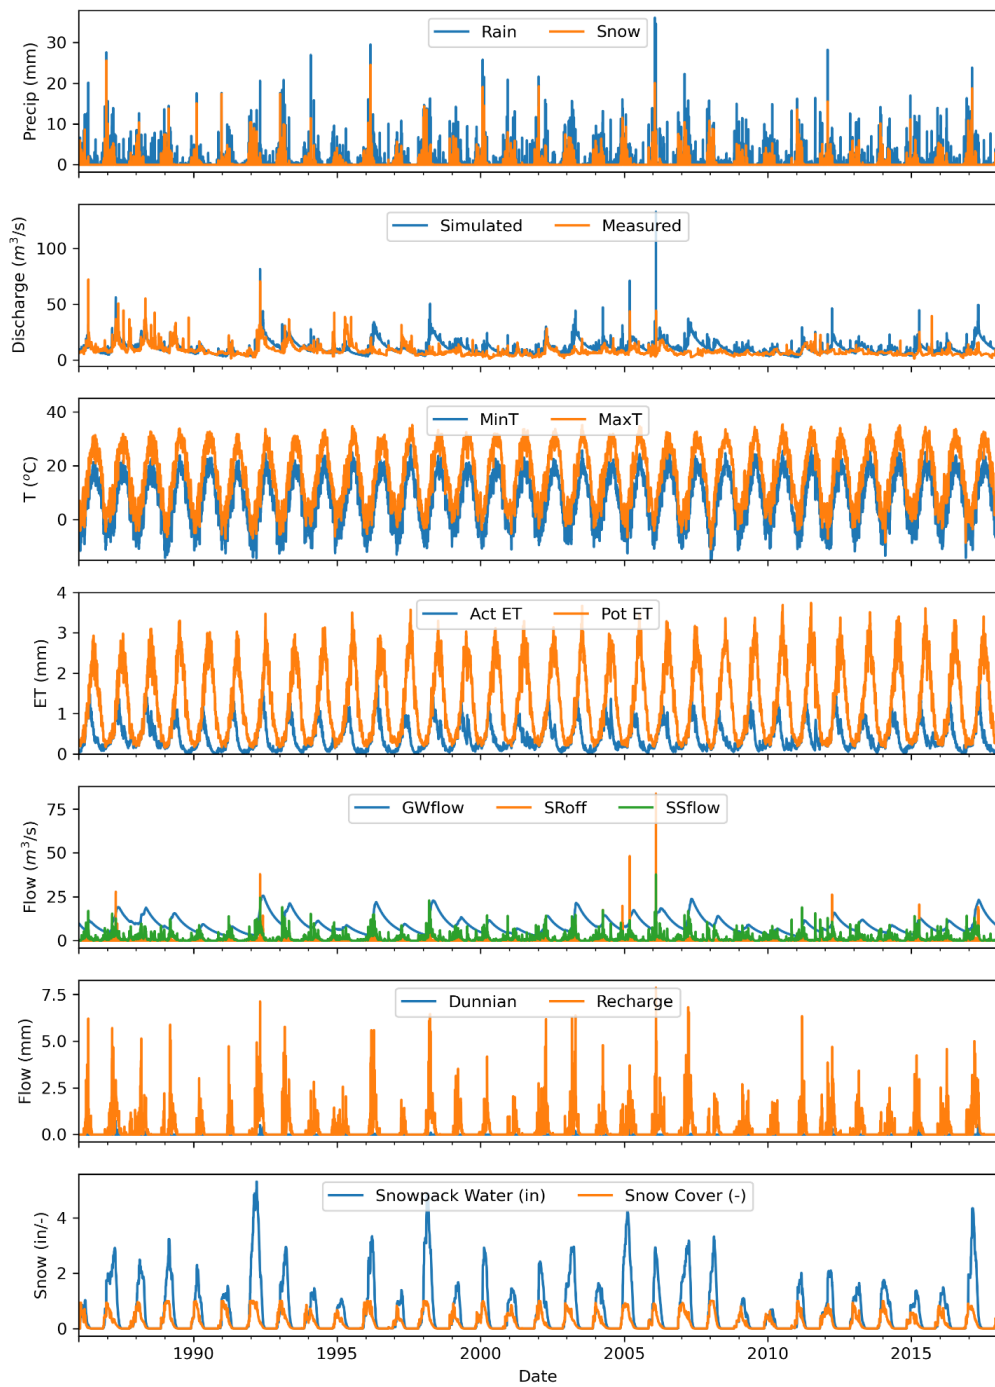 Precip (mm)
30
20
10
0
Rain
Snow
Discharge (m³/s)
100
50
0
Simulated
Measured
T (°C)
40
20
0
MinT
MaxT
ET (mm)
4
3
2
1
0
Act ET
Pot ET
Flow (m³/s)
75
50
25
0
GWflow
SRoff
SSflow
Flow (mm)
7.5
5.0
2.5
0.0
Dunnian
Recharge
Snow (in/-)
4
2
0
Snowpack Water (in)
Snow Cover (-)
1990
1995
2000
2005
2010
2015
Date